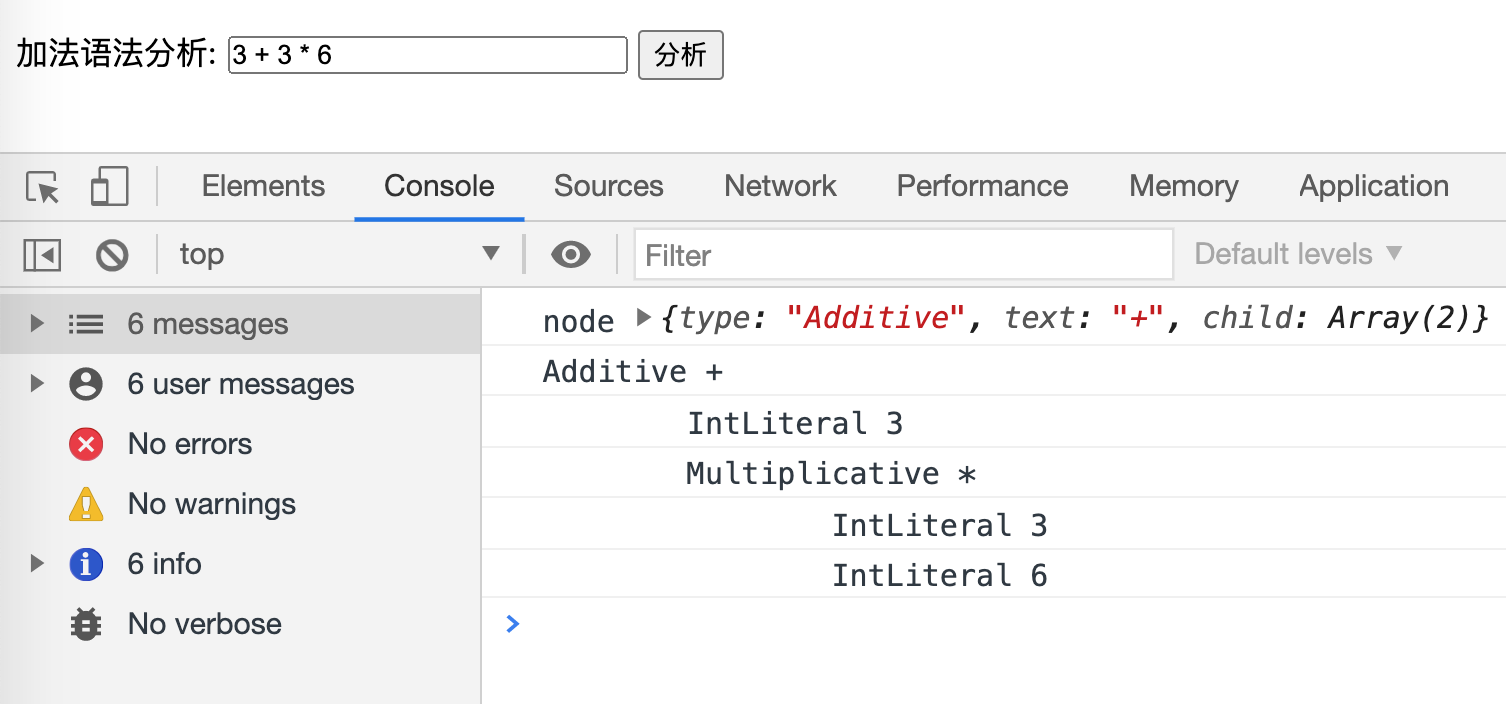 加法语法分析: 3 + 3 * 6 分析
Elements Console Sources Network Performance Memory Application
top Filter Default levels
6 messages
6 user messages
No errors
No warnings
6 info
No verbose
node {type: "Additive", text: "+", child: Array(2)}
Additive +
IntLiteral 3
Multiplicative *
IntLiteral 3
IntLiteral 6